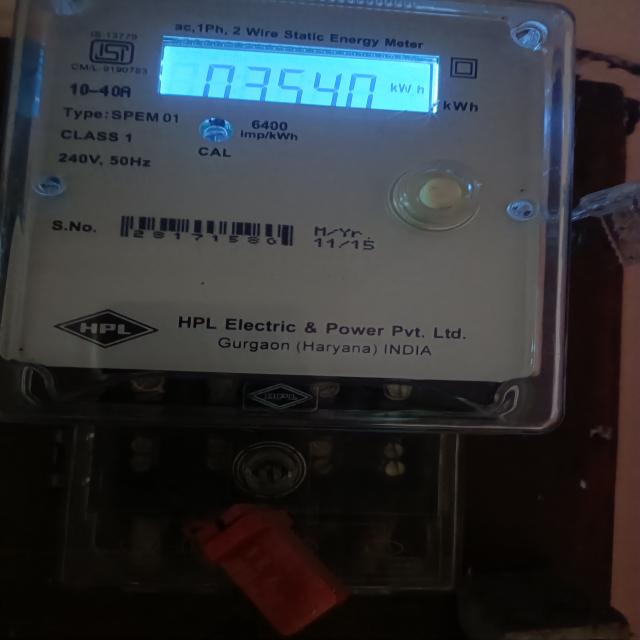 IS 13779
ac,1Ph, 2 Wire Static Energy Meter
CM/L-9190783
03540 kWh
kWh
10-40A
Type: SPEM 01
CLASS 1
240V, 50Hz
6400
imp/kWh
CAL
S.No.
28171580
M/Yr.
11/15
HPL
HPL Electric & Power Pvt. Ltd.
Gurgaon (Haryana) INDIA